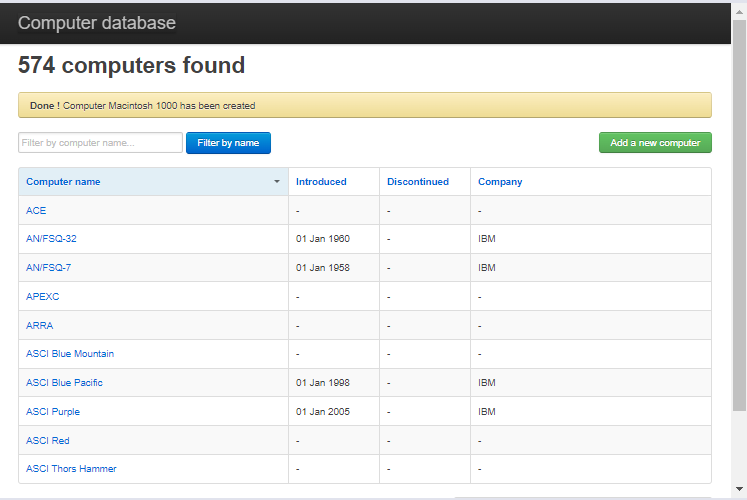 Computer database
574 computers found
Done ! Computer Macintosh 1000 has been created
Filter by computer name... Filter by name Add a new computer
Computer name Introduced Discontinued Company
ACE - - -
AN/FSQ-32 01 Jan 1960 - IBM
AN/FSQ-7 01 Jan 1958 - IBM
APEXC - - -
ARRA - - -
ASCI Blue Mountain - - -
ASCI Blue Pacific 01 Jan 1998 - IBM
ASCI Purple 01 Jan 2005 - IBM
ASCI Red - - -
ASCI Thors Hammer - - -